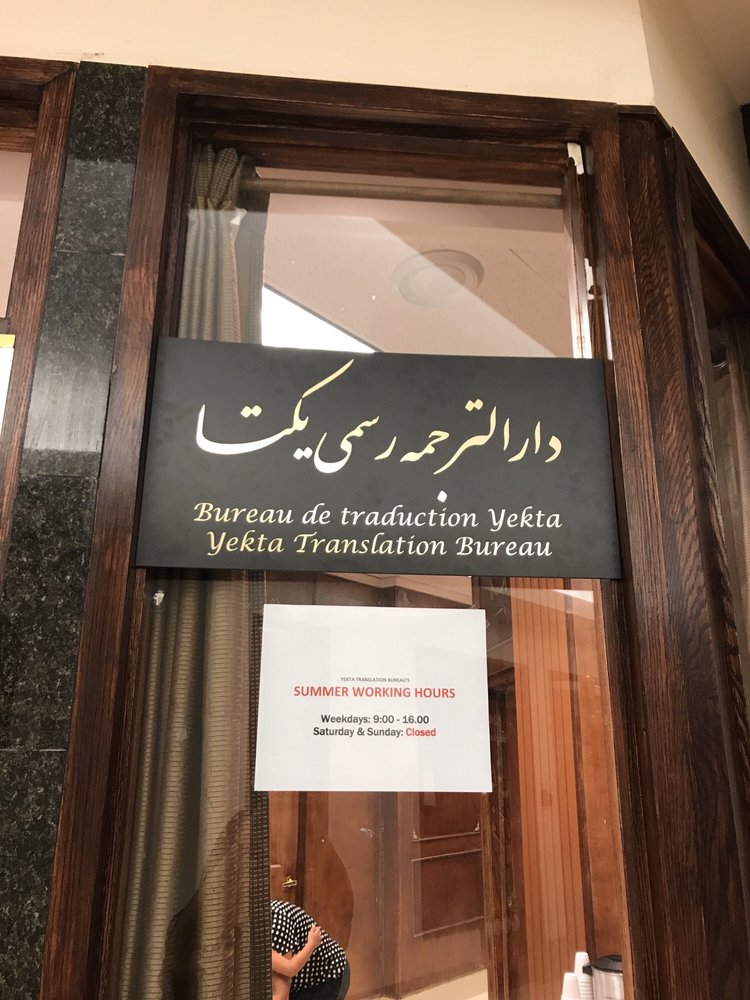 دارالترجمه رسمی یکتا
Bureau de traduction Yekta
Yekta Translation Bureau
YEKTA TRANSLATION BUREAU'S
SUMMER WORKING HOURS
Weekdays: 9:00 - 16.00
Saturday & Sunday: Closed